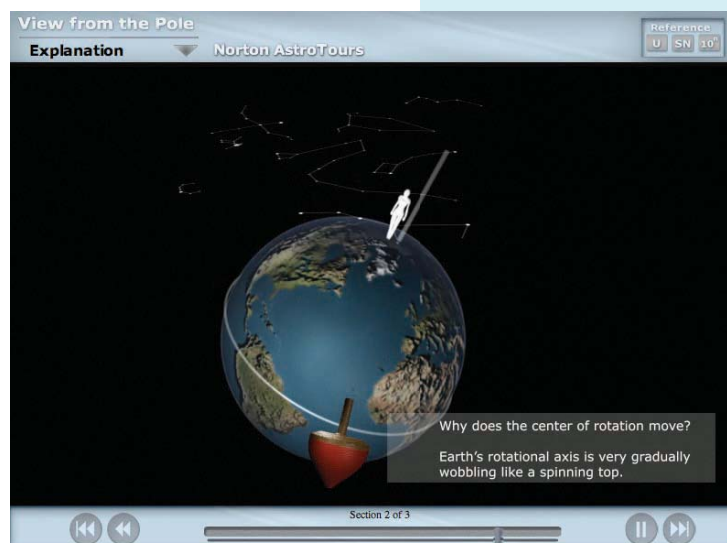 View from the Pole
Reference
Explanation
Norton AstroTours
U SN 10ⁿ
Why does the center of rotation move?
Earth's rotational axis is very gradually
wobbling like a spinning top.
Section 2 of 3